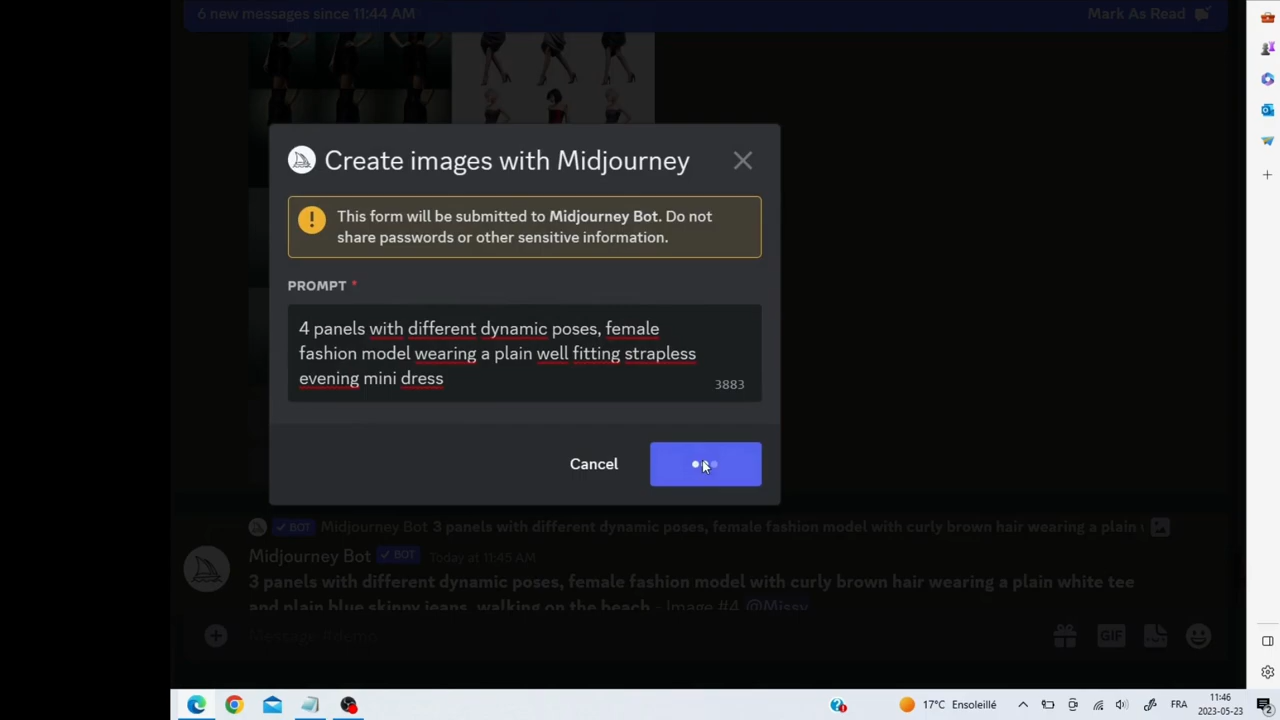 6 new messages since 11:44 AM
Mark As Read
Create images with Midjourney
This form will be submitted to Midjourney Bot. Do not
share passwords or other sensitive information.
PROMPT *
4 panels with different dynamic poses, female
fashion model wearing a plain well fitting strapless
evening mini dress
3883
Cancel
BOT Midjourney Bot 3 panels with different dynamic poses, female fashion model with curly brown hair wearing a plain
Midjourney Bot BOT Today at 11:45 AM
3 panels with different dynamic poses, female fashion model with curly brown hair wearing a plain white tee
and plain blue skinny jeans, walking on the beach - Image #4 @Missy
Message #demo
GIF
17°C Ensoleillé
FRA
11:46
2023-05-23
2